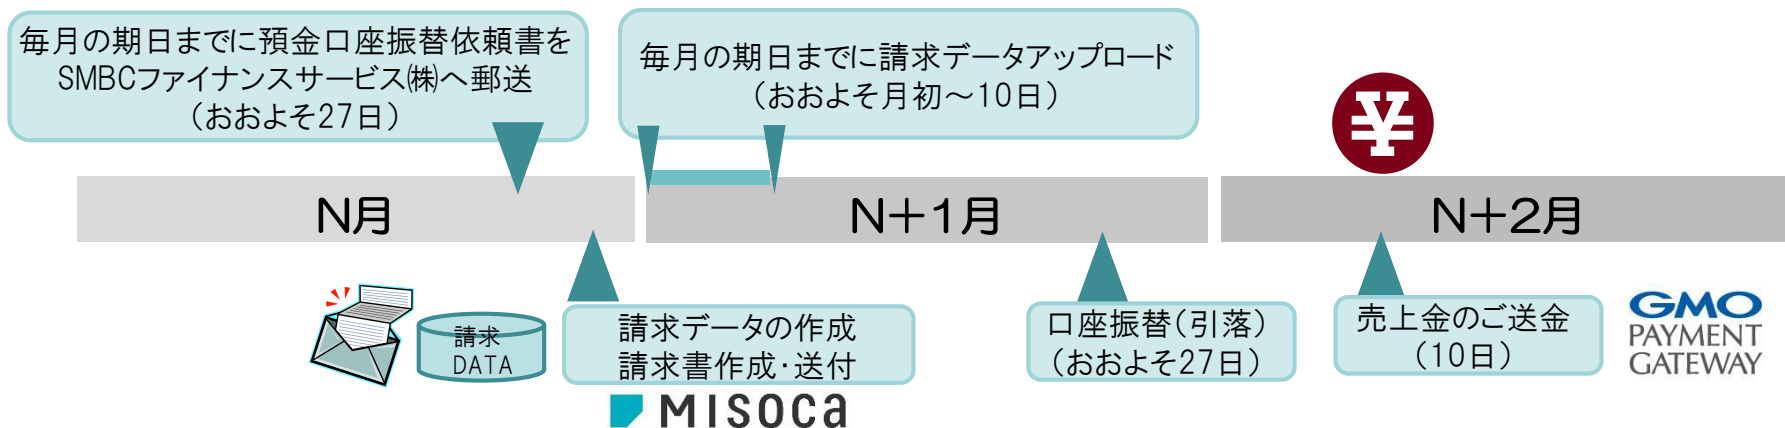 毎月の期日までに預金口座振替依頼書を
SMBCファイナンスサービス㈱へ郵送
（おおよそ27日）
毎月の期日までに請求データアップロード
（おおよそ月初～10日）
N月
N＋1月
N＋2月
請求
DATA
請求データの作成
請求書作成・送付
MISOCA
口座振替（引落）
（おおよそ27日）
売上金のご送金
（10日）
GMO
PAYMENT
GATEWAY